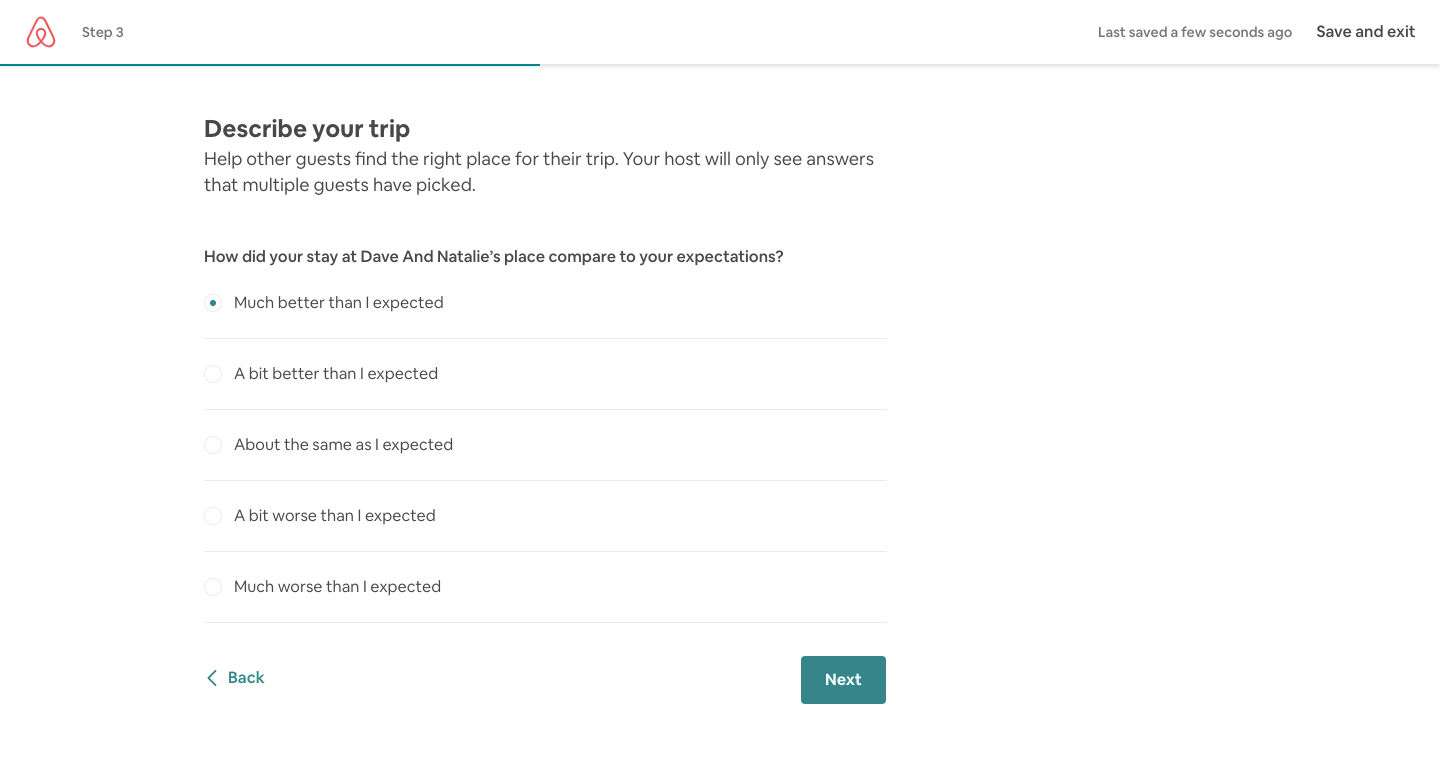 Step 3
Last saved a few seconds ago
Save and exit
Describe your trip
Help other guests find the right place for their trip. Your host will only see answers
that multiple guests have picked.
How did your stay at Dave And Natalie’s place compare to your expectations?
Much better than I expected
A bit better than I expected
About the same as I expected
A bit worse than I expected
Much worse than I expected
Back
Next